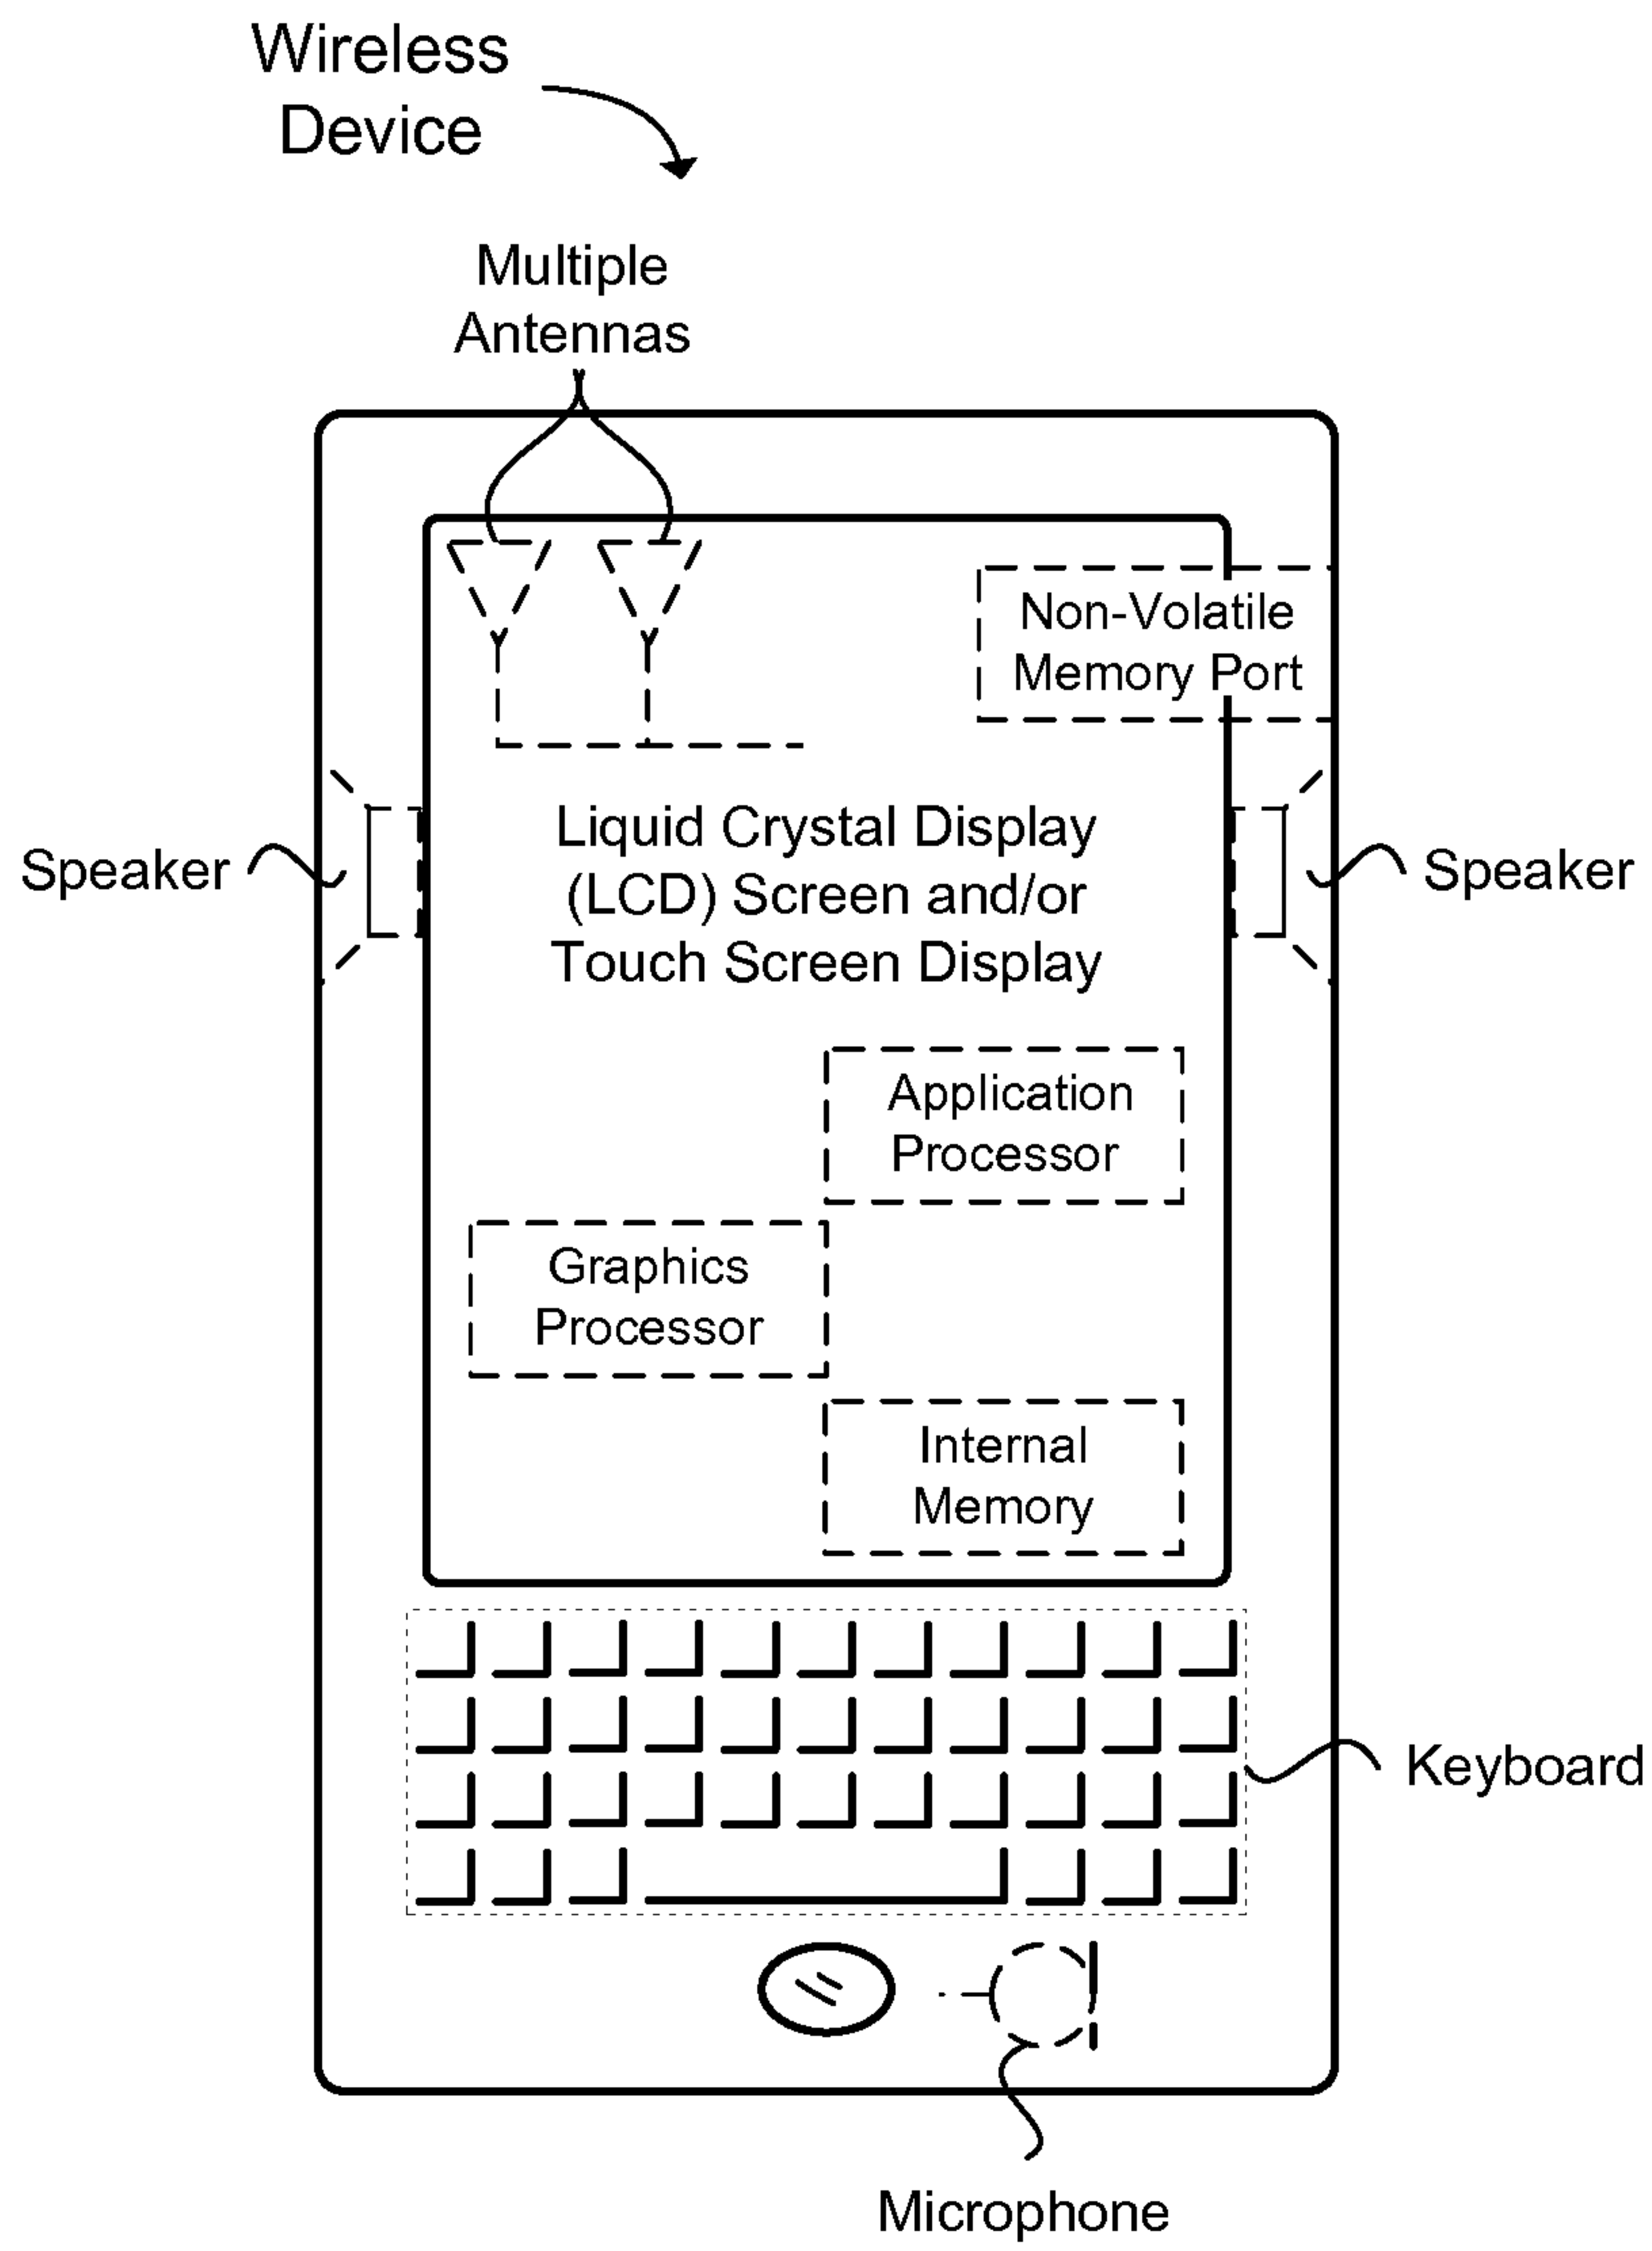 Wireless
Device
Multiple
Antennas
Non-Volatile
Memory Port
Speaker
Liquid Crystal Display
(LCD) Screen and/or
Touch Screen Display
Speaker
Application
Processor
Graphics
Processor
Internal
Memory
Keyboard
Microphone